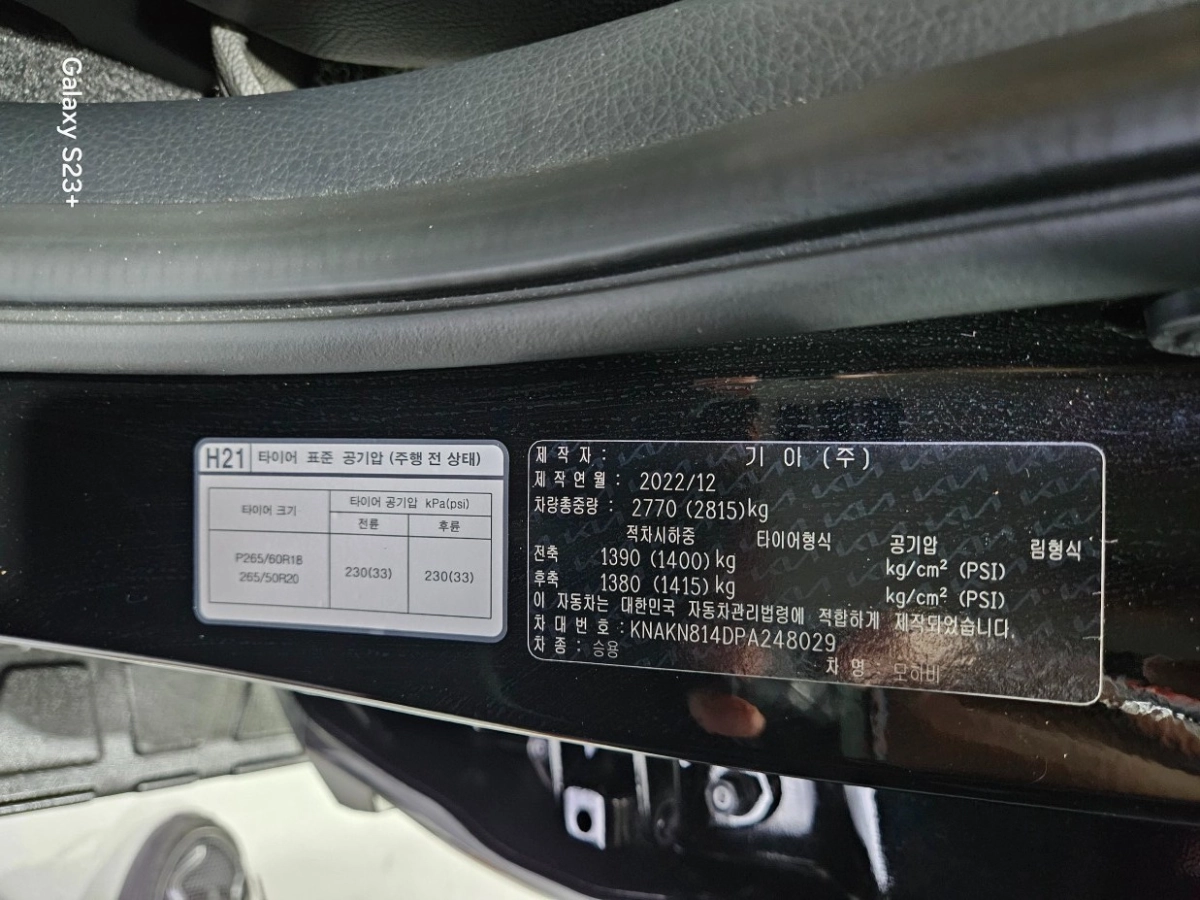 Galaxy S23+
H21 타이어 표준 공기압 (주행 전 상태)
타이어 크기 타이어 공기압 kPa(psi)
전륜 후륜
P265/60R18 265/50R20 230(33) 230(33)
제작자 : 기아 (주)
제작연월 : 2022/12
차량총중량 : 2770 (2815)kg
적차시하중 타이어형식 공기압 림형식
전축 1390 (1400) kg kg/cm² (PSI)
후축 1380 (1415) kg kg/cm² (PSI)
이 자동차는 대한민국 자동차관리법령에 적합하게 제작되었습니다.
차대번호 : KNAKN814DPA248029
차종 : 승용 차명 : 모하비